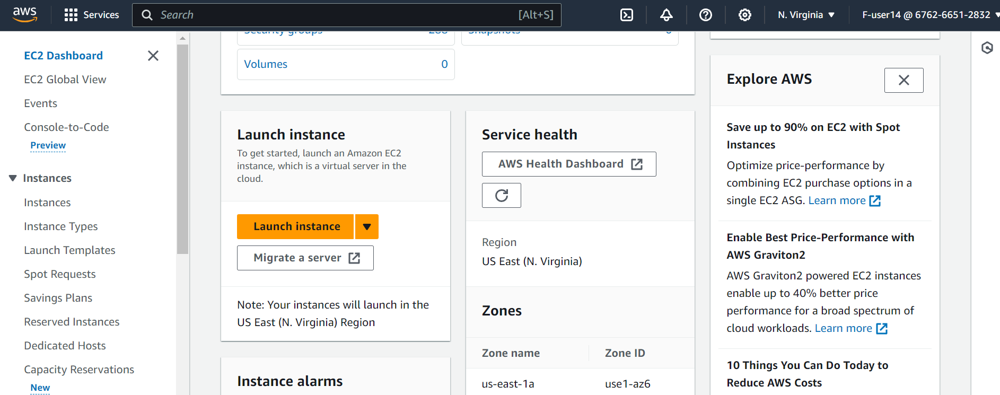 aws
Services
Search
[Alt+S]
N. Virginia
F-user14 @ 6762-6651-2832
EC2 Dashboard
EC2 Global View
Events
Console-to-Code
Preview
Instances
Instances
Instance Types
Launch Templates
Spot Requests
Savings Plans
Reserved Instances
Dedicated Hosts
Capacity Reservations
New
Security groups
Snapshots
Volumes 0
Launch instance
To get started, launch an Amazon EC2
instance, which is a virtual server in the
cloud.
Launch instance
Migrate a server
Note: Your instances will launch in the
US East (N. Virginia) Region
Instance alarms
Service health
AWS Health Dashboard
Region
US East (N. Virginia)
Zones
Zone name Zone ID
us-east-1a use1-az6
Explore AWS
Save up to 90% on EC2 with Spot
Instances
Optimize price-performance by
combining EC2 purchase options in a
single EC2 ASG. Learn more
Enable Best Price-Performance with
AWS Graviton2
AWS Graviton2 powered EC2 instances
enable up to 40% better price
performance for a broad spectrum of
cloud workloads. Learn more
10 Things You Can Do Today to
Reduce AWS Costs